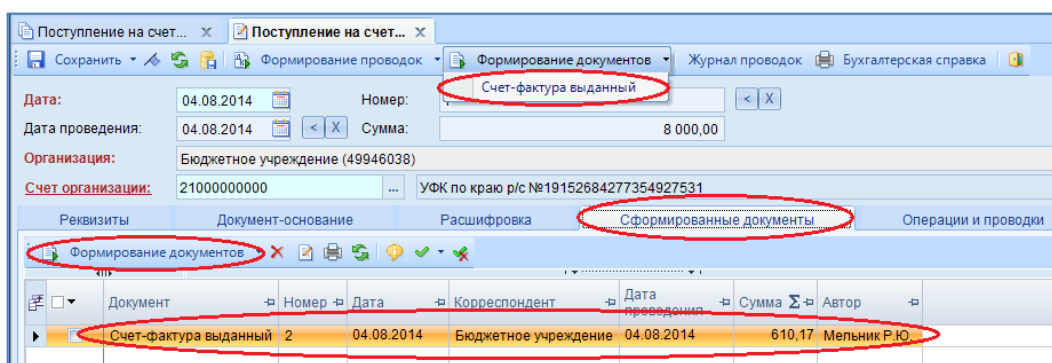 Поступление на счет... x Поступление на счет... x
Сохранить Формирование проводок Формирование документов Журнал проводок Бухгалтерская справка
Счет-фактура выданный
Дата: 04.08.2014 Номер: < X
Дата проведения: 04.08.2014 < X Сумма: 8 000,00
Организация: Бюджетное учреждение (49946038)
Счет организации: 21000000000 ... УФК по краю р/с №19152684277354927531
Реквизиты Документ-основание Расшифровка Сформированные документы Операции и проводки
Формирование документов
Документ Номер Дата Корреспондент Дата проведения Сумма Σ Автор
Счет-фактура выданный 2 04.08.2014 Бюджетное учреждение 04.08.2014 610,17 Мельник Р.Ю.